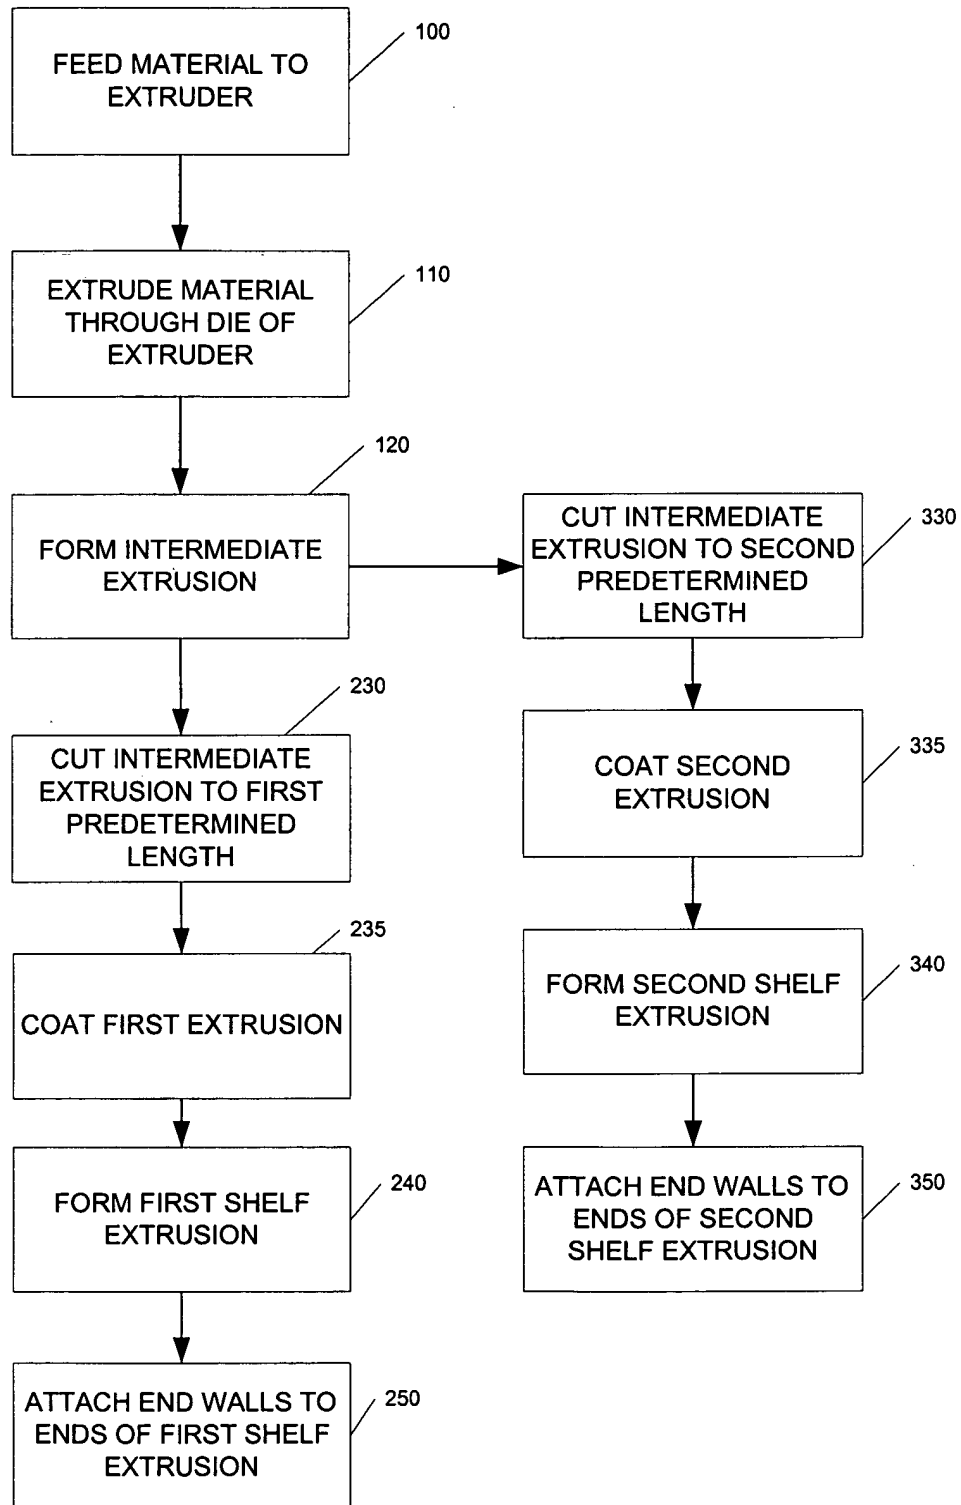 100
FEED MATERIAL TO
EXTRUDER
110
EXTRUDE MATERIAL
THROUGH DIE OF
EXTRUDER
120
FORM INTERMEDIATE
EXTRUSION
230
CUT INTERMEDIATE
EXTRUSION TO FIRST
PREDETERMINED
LENGTH
235
COAT FIRST EXTRUSION
FORM FIRST SHELF
EXTRUSION
240
ATTACH END WALLS TO
ENDS OF FIRST SHELF
EXTRUSION
250
CUT INTERMEDIATE
EXTRUSION TO SECOND
PREDETERMINED
LENGTH
330
COAT SECOND
EXTRUSION
335
FORM SECOND SHELF
EXTRUSION
340
ATTACH END WALLS TO
ENDS OF SECOND
SHELF EXTRUSION
350